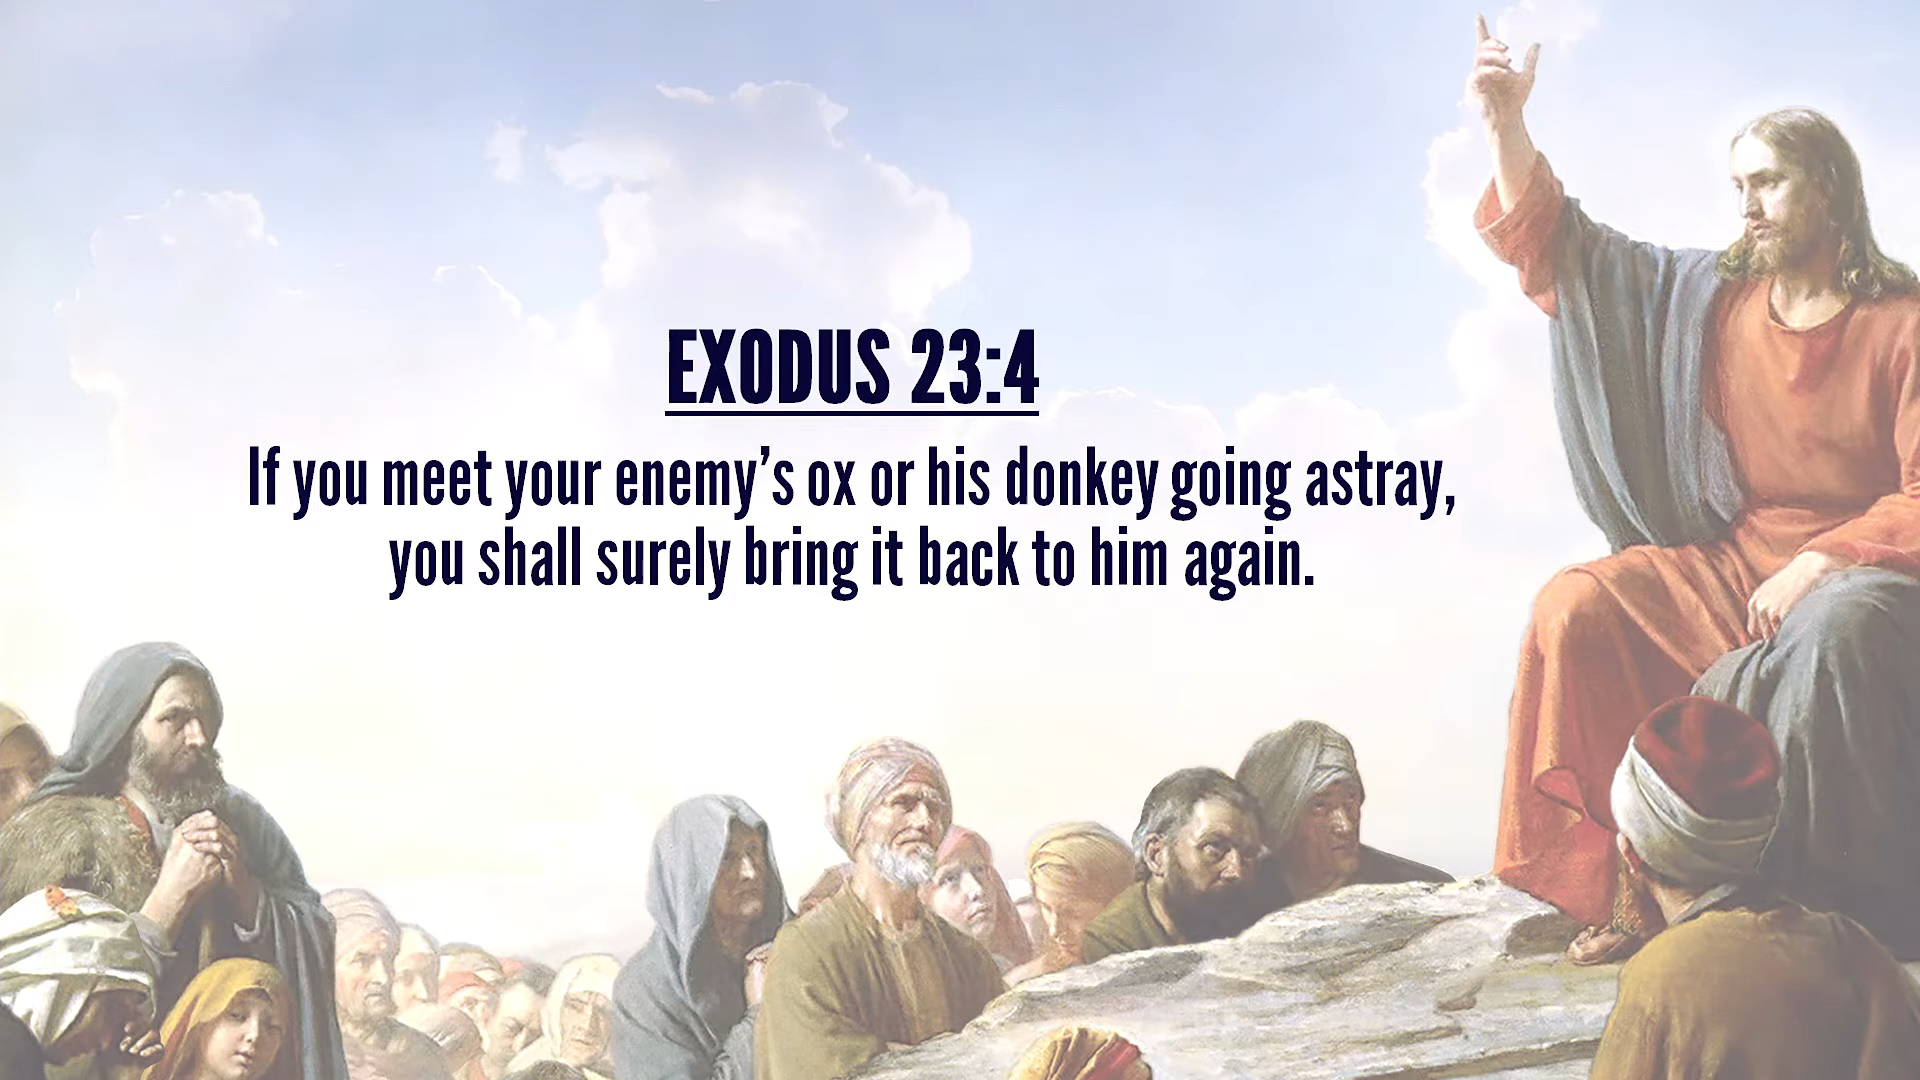 EXODUS 23:4
If you meet your enemy’s ox or his donkey going astray,
you shall surely bring it back to him again.